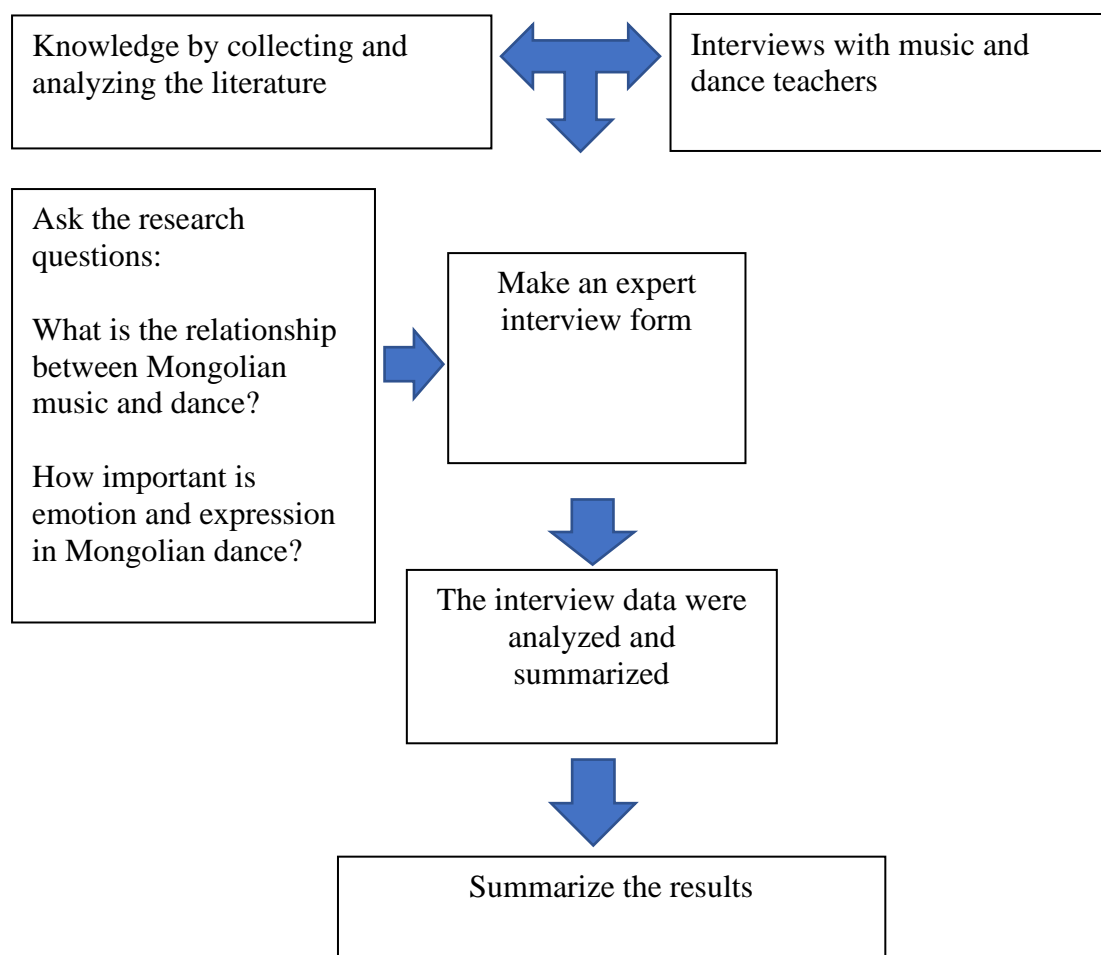 Knowledge by collecting and
analyzing the literature
Interviews with music and
dance teachers
Ask the research
questions:
What is the relationship
between Mongolian
music and dance?
How important is
emotion and expression
in Mongolian dance?
Make an expert
interview form
The interview data were
analyzed and
summarized
Summarize the results